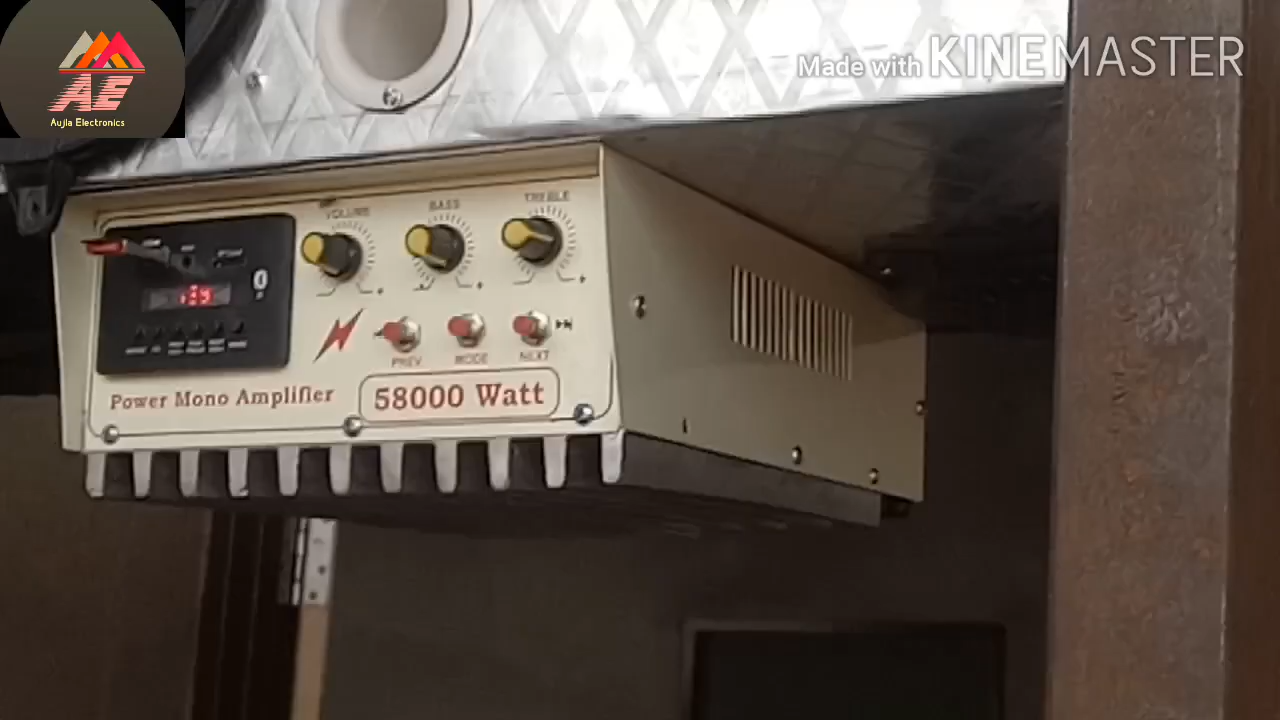 AE
Aujla Electronics
Made with KINEMASTER
VOLUME
BASS
TREBLE
PREV
MODE
NEXT
Power Mono Amplifier
58000 Watt